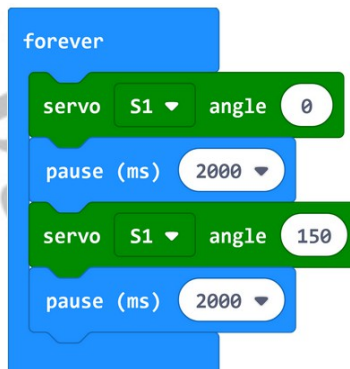 forever
servo S1 angle 0
pause (ms) 2000
servo S1 angle 150
pause (ms) 2000